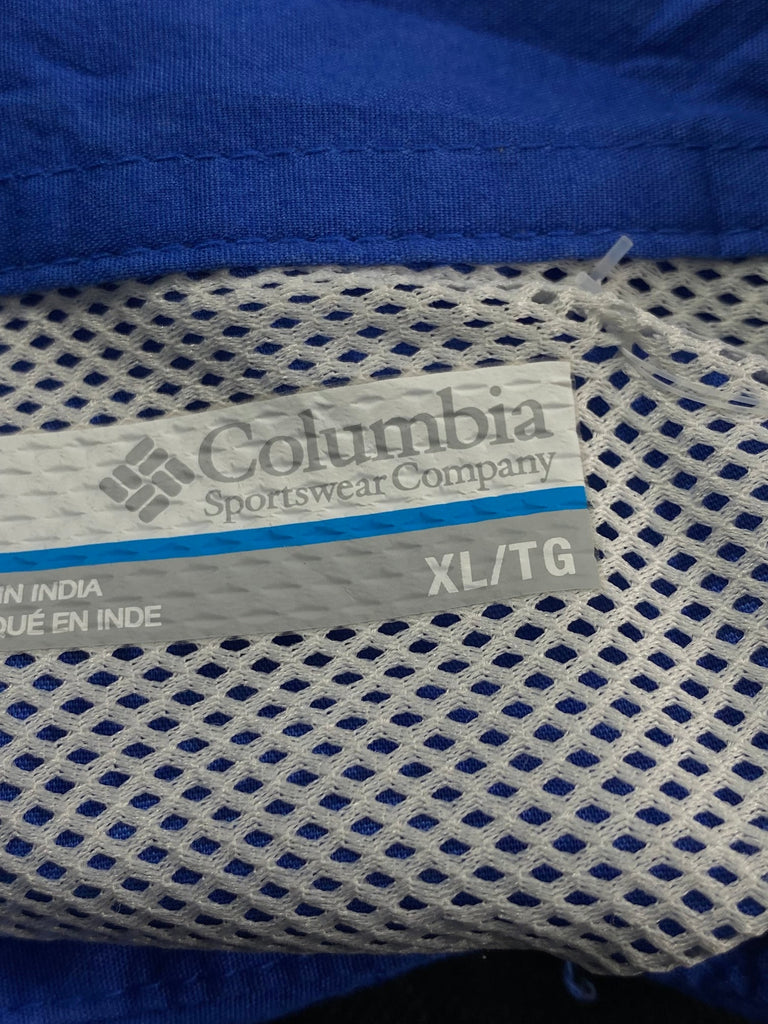 Columbia
Sportswear Company
XL/TG
IN INDIA
QUÉ EN INDE